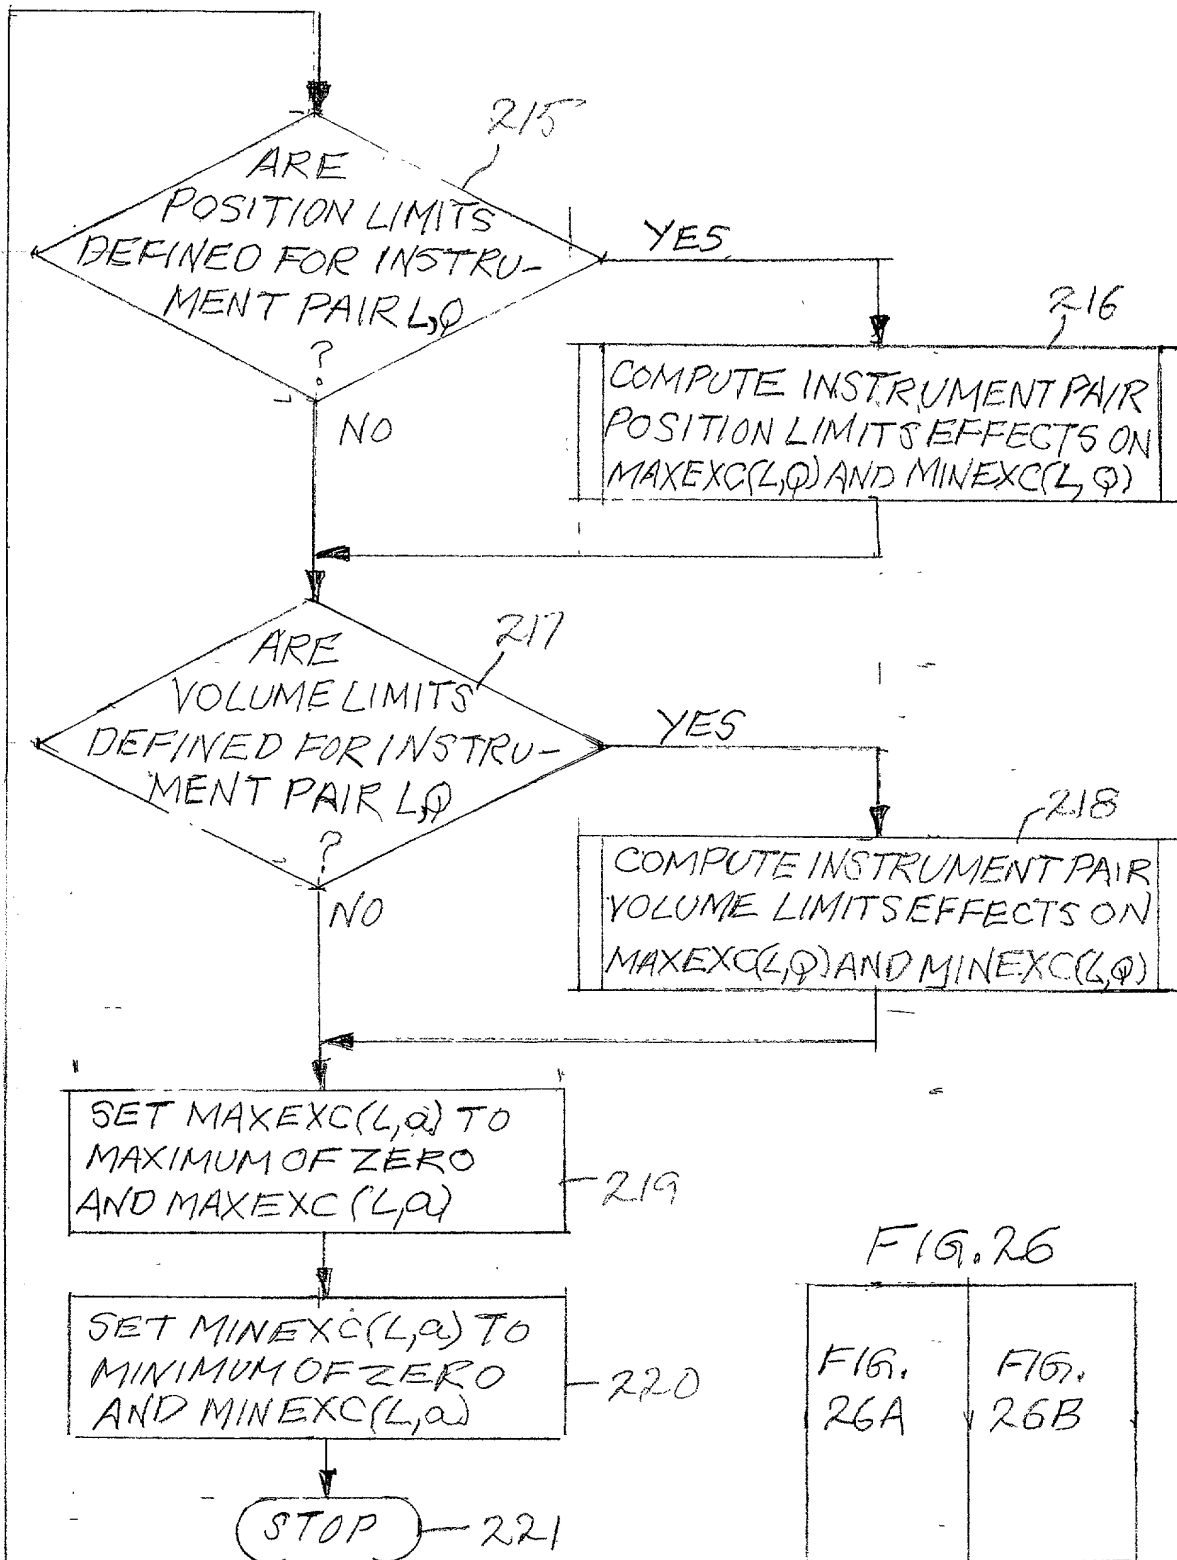 215
ARE
POSITION LIMITS
DEFINED FOR INSTRU-
MENT PAIR L,Q
?
YES
NO
216
COMPUTE INSTRUMENT PAIR
POSITION LIMITS EFFECTS ON
MAXEXC(L,Q) AND MINEXC(L,Q)
217
ARE
VOLUME LIMITS
DEFINED FOR INSTRU-
MENT PAIR L,Q
?
YES
NO
218
COMPUTE INSTRUMENT PAIR
VOLUME LIMITS EFFECTS ON
MAXEXC(L,Q) AND MINEXC(L,Q)
SET MAXEXC(L,Q) TO
MAXIMUM OF ZERO
AND MAXEXC(L,Q)
219
SET MINEXC(L,Q) TO
MINIMUM OF ZERO
AND MINEXC(L,Q)
220
STOP
221
FIG. 26
FIG.
26A
FIG.
26B